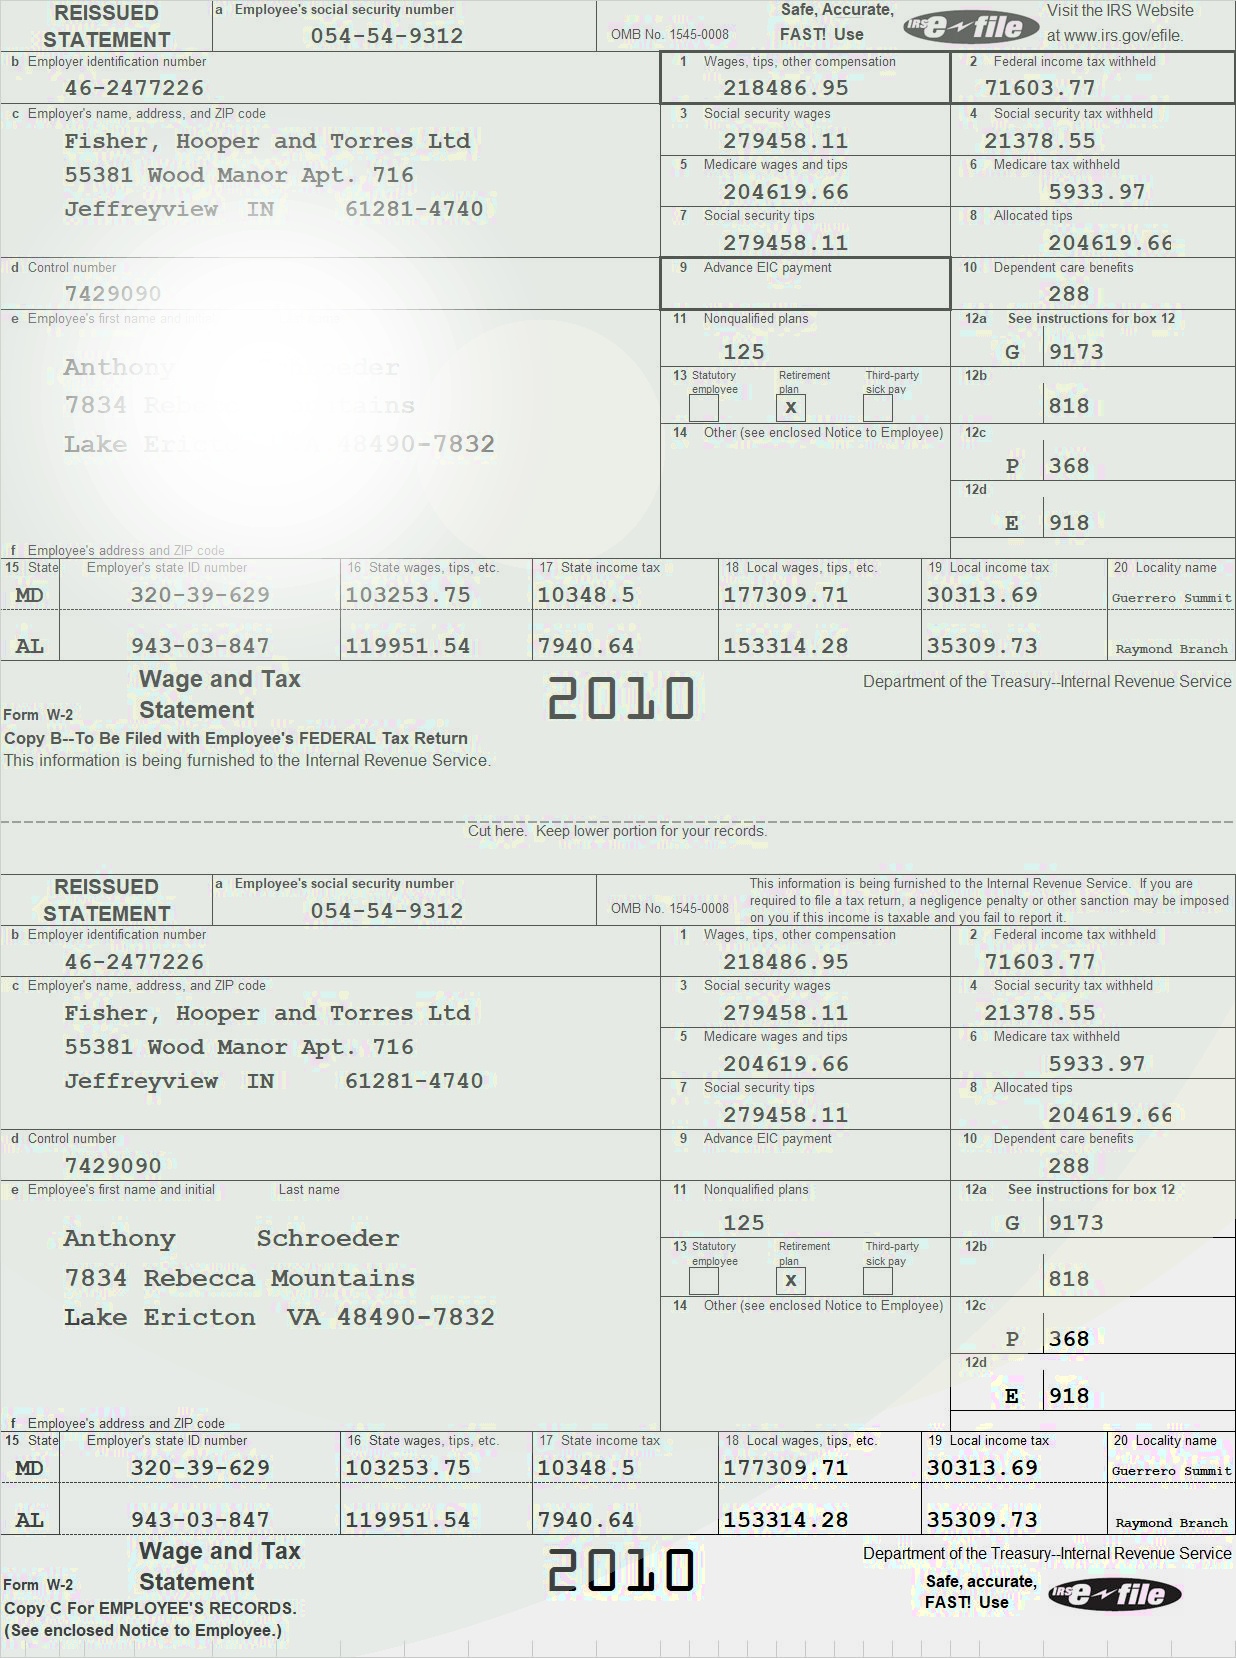 REISSUED STATEMENT
a Employee's social security number
054-54-9312
OMB No. 1545-0008
Safe, Accurate, FAST! Use
IRS e-file
Visit the IRS Website at www.irs.gov/efile.
b Employer identification number
46-2477226
1 Wages, tips, other compensation
218486.95
2 Federal income tax withheld
71603.77
c Employer's name, address, and ZIP code
Fisher, Hooper and Torres Ltd
55381 Wood Manor Apt. 716
Jeffreyview IN 61281-4740
3 Social security wages
279458.11
4 Social security tax withheld
21378.55
5 Medicare wages and tips
204619.66
6 Medicare tax withheld
5933.97
7 Social security tips
279458.11
8 Allocated tips
204619.66
d Control number
7429090
9 Advance EIC payment
10 Dependent care benefits
288
e Employee's first name and
Anthony
7834
Lake 48490-7832
11 Nonqualified plans
125
12a See instructions for box 12
G 9173
13 Statutory employee
Retirement plan
X
Third-party sick pay
12b
818
14 Other (see enclosed Notice to Employee)
12c
P 368
12d
E 918
f Employee's address and ZIP code
15 State Employer's state ID number 16 State wages, tips, etc. 17 State income tax 18 Local wages, tips, etc. 19 Local income tax 20 Locality name
MD 320-39-629 103253.75 10348.5 177309.71 30313.69 Guerrero Summit
AL 943-03-847 119951.54 7940.64 153314.28 35309.73 Raymond Branch
Form W-2 Wage and Tax Statement
2010
Department of the Treasury--Internal Revenue Service
Copy B--To Be Filed with Employee's FEDERAL Tax Return
This information is being furnished to the Internal Revenue Service.
Cut here. Keep lower portion for your records.
REISSUED STATEMENT
a Employee's social security number
054-54-9312
OMB No. 1545-0008
This information is being furnished to the Internal Revenue Service. If you are
required to file a tax return, a negligence penalty or other sanction may be imposed
on you if this income is taxable and you fail to report it.
b Employer identification number
46-2477226
1 Wages, tips, other compensation
218486.95
2 Federal income tax withheld
71603.77
c Employer's name, address, and ZIP code
Fisher, Hooper and Torres Ltd
55381 Wood Manor Apt. 716
Jeffreyview IN 61281-4740
3 Social security wages
279458.11
4 Social security tax withheld
21378.55
5 Medicare wages and tips
204619.66
6 Medicare tax withheld
5933.97
7 Social security tips
279458.11
8 Allocated tips
204619.66
d Control number
7429090
9 Advance EIC payment
10 Dependent care benefits
288
e Employee's first name and initial Last name
Anthony Schroeder
7834 Rebecca Mountains
Lake Ericton VA 48490-7832
11 Nonqualified plans
125
12a See instructions for box 12
G 9173
13 Statutory employee
Retirement plan
X
Third-party sick pay
12b
818
14 Other (see enclosed Notice to Employee)
12c
P 368
12d
E 918
f Employee's address and ZIP code
15 State Employer's state ID number 16 State wages, tips, etc. 17 State income tax 18 Local wages, tips, etc. 19 Local income tax 20 Locality name
MD 320-39-629 103253.75 10348.5 177309.71 30313.69 Guerrero Summit
AL 943-03-847 119951.54 7940.64 153314.28 35309.73 Raymond Branch
Form W-2 Wage and Tax Statement
2010
Department of the Treasury--Internal Revenue Service
Safe, accurate, FAST! Use
IRS e-file
Copy C For EMPLOYEE'S RECORDS.
(See enclosed Notice to Employee.)